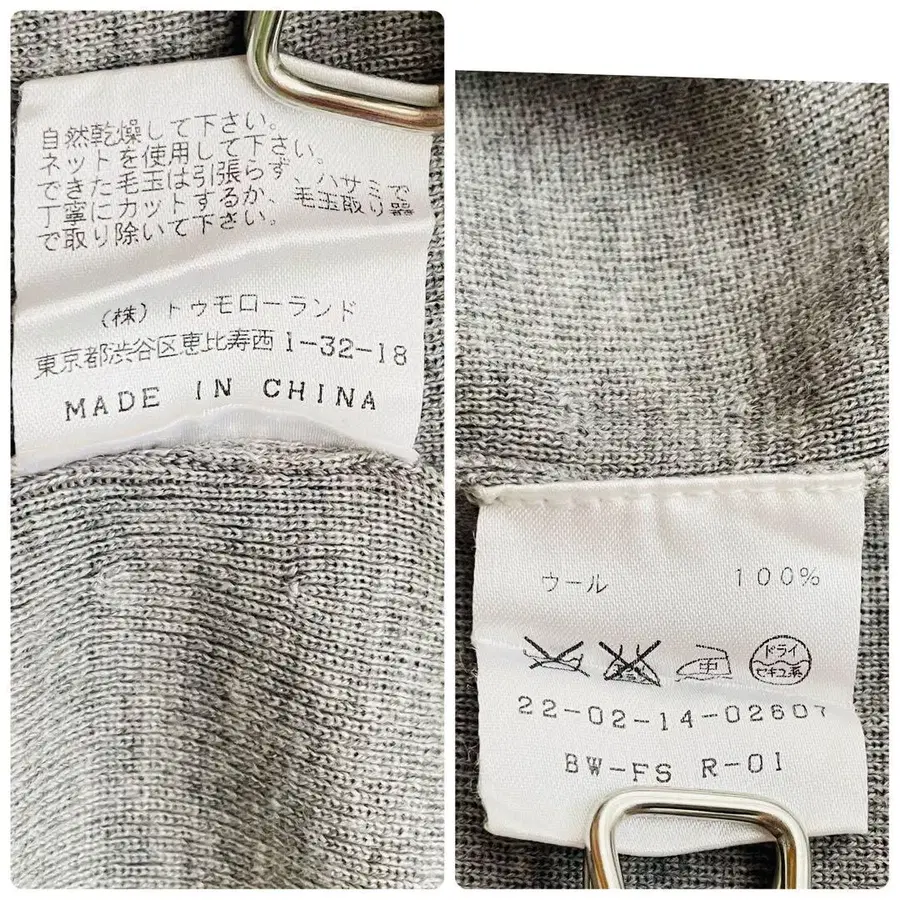 自然乾燥して下さい。
ネットを使用して下さい。
できた毛玉は引張らず、ハサミで
丁寧にカットするか、毛玉取り器
で取り除いて下さい。
(株)トゥモローランド
東京都渋谷区恵比寿西 1-32-18
MADE IN CHINA
ウール 100%
中 ドライ
セキユ系
22-02-14-02607
BW-FS R-01